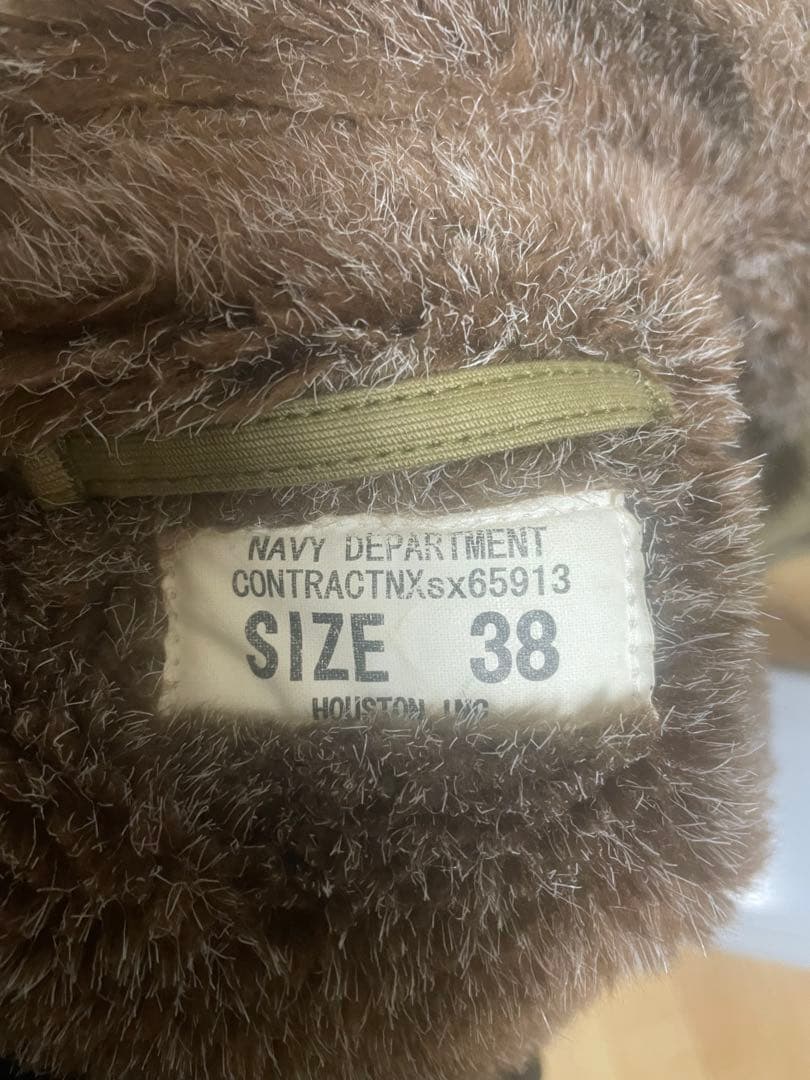 NAVY DEPARTMENT
CONTRACTNXsx65913
SIZE 38
HOUSTON INC